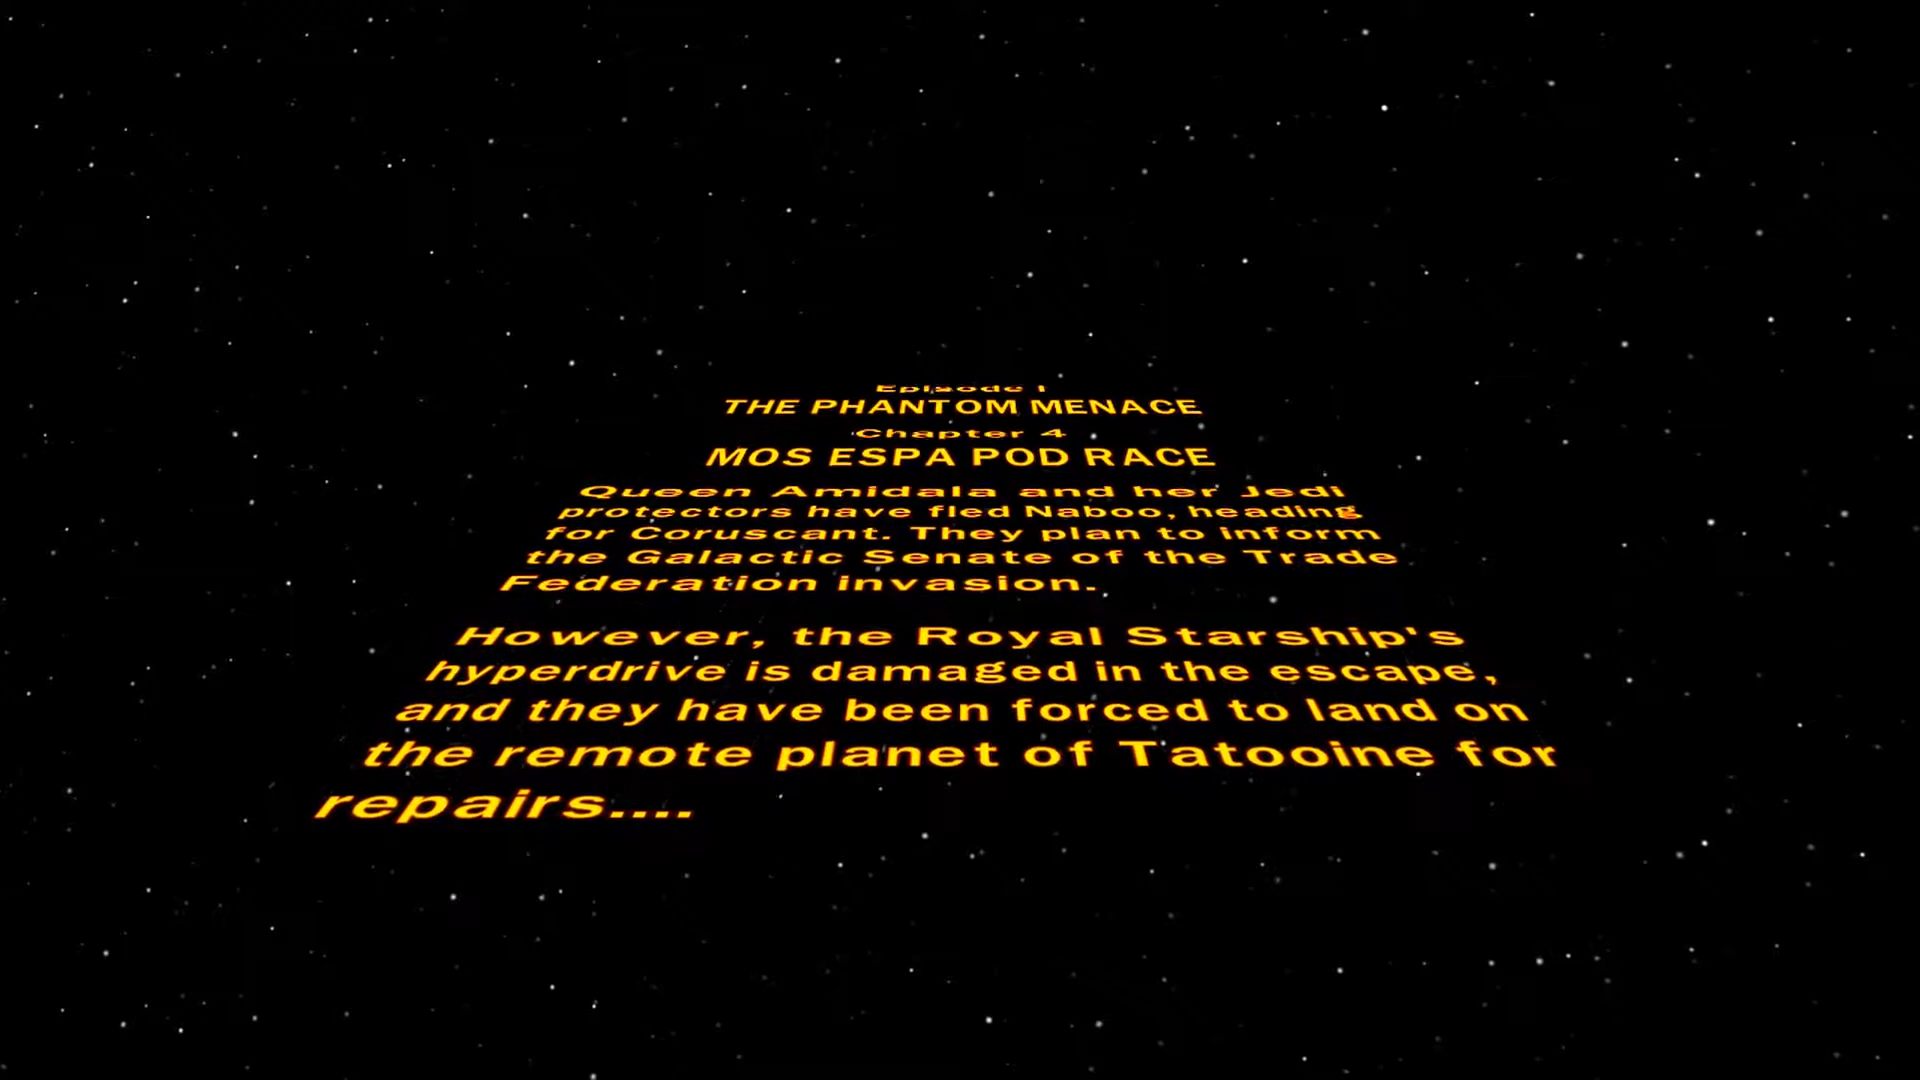 Episode I
THE PHANTOM MENACE
Chapter 4
MOS ESPA POD RACE
Queen Amidala and her Jedi
protectors have fled Naboo, heading
for Coruscant. They plan to inform
the Galactic Senate of the Trade
Federation invasion.
However, the Royal Starship's
hyperdrive is damaged in the escape,
and they have been forced to land on
the remote planet of Tatooine for
repairs....